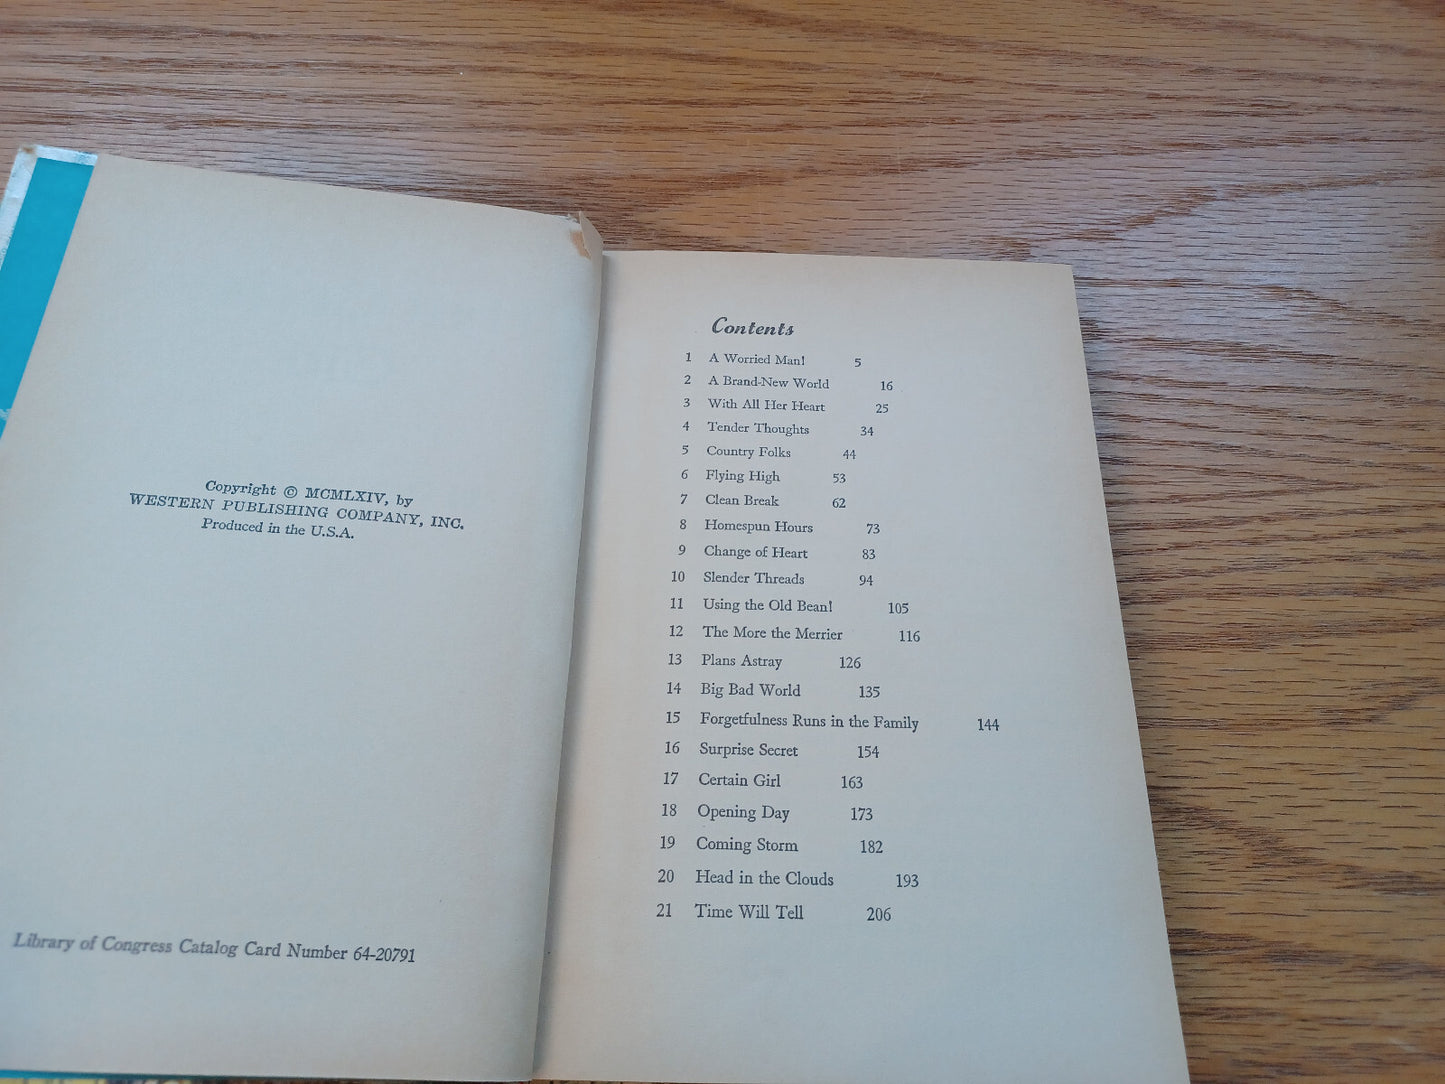 Copyright © MCMLXIV, by
WESTERN PUBLISHING COMPANY, INC.
Produced in the U.S.A.
Library of Congress Catalog Card Number 64-20791
Contents
1 A Worried Man! 5
2 A Brand-New World 16
3 With All Her Heart 25
4 Tender Thoughts 34
5 Country Folks 44
6 Flying High 53
7 Clean Break 62
8 Homespun Hours 73
9 Change of Heart 83
10 Slender Threads 94
11 Using the Old Bean! 105
12 The More the Merrier 116
13 Plans Astray 126
14 Big Bad World 135
15 Forgetfulness Runs in the Family 144
16 Surprise Secret 154
17 Certain Girl 163
18 Opening Day 173
19 Coming Storm 182
20 Head in the Clouds 193
21 Time Will Tell 206